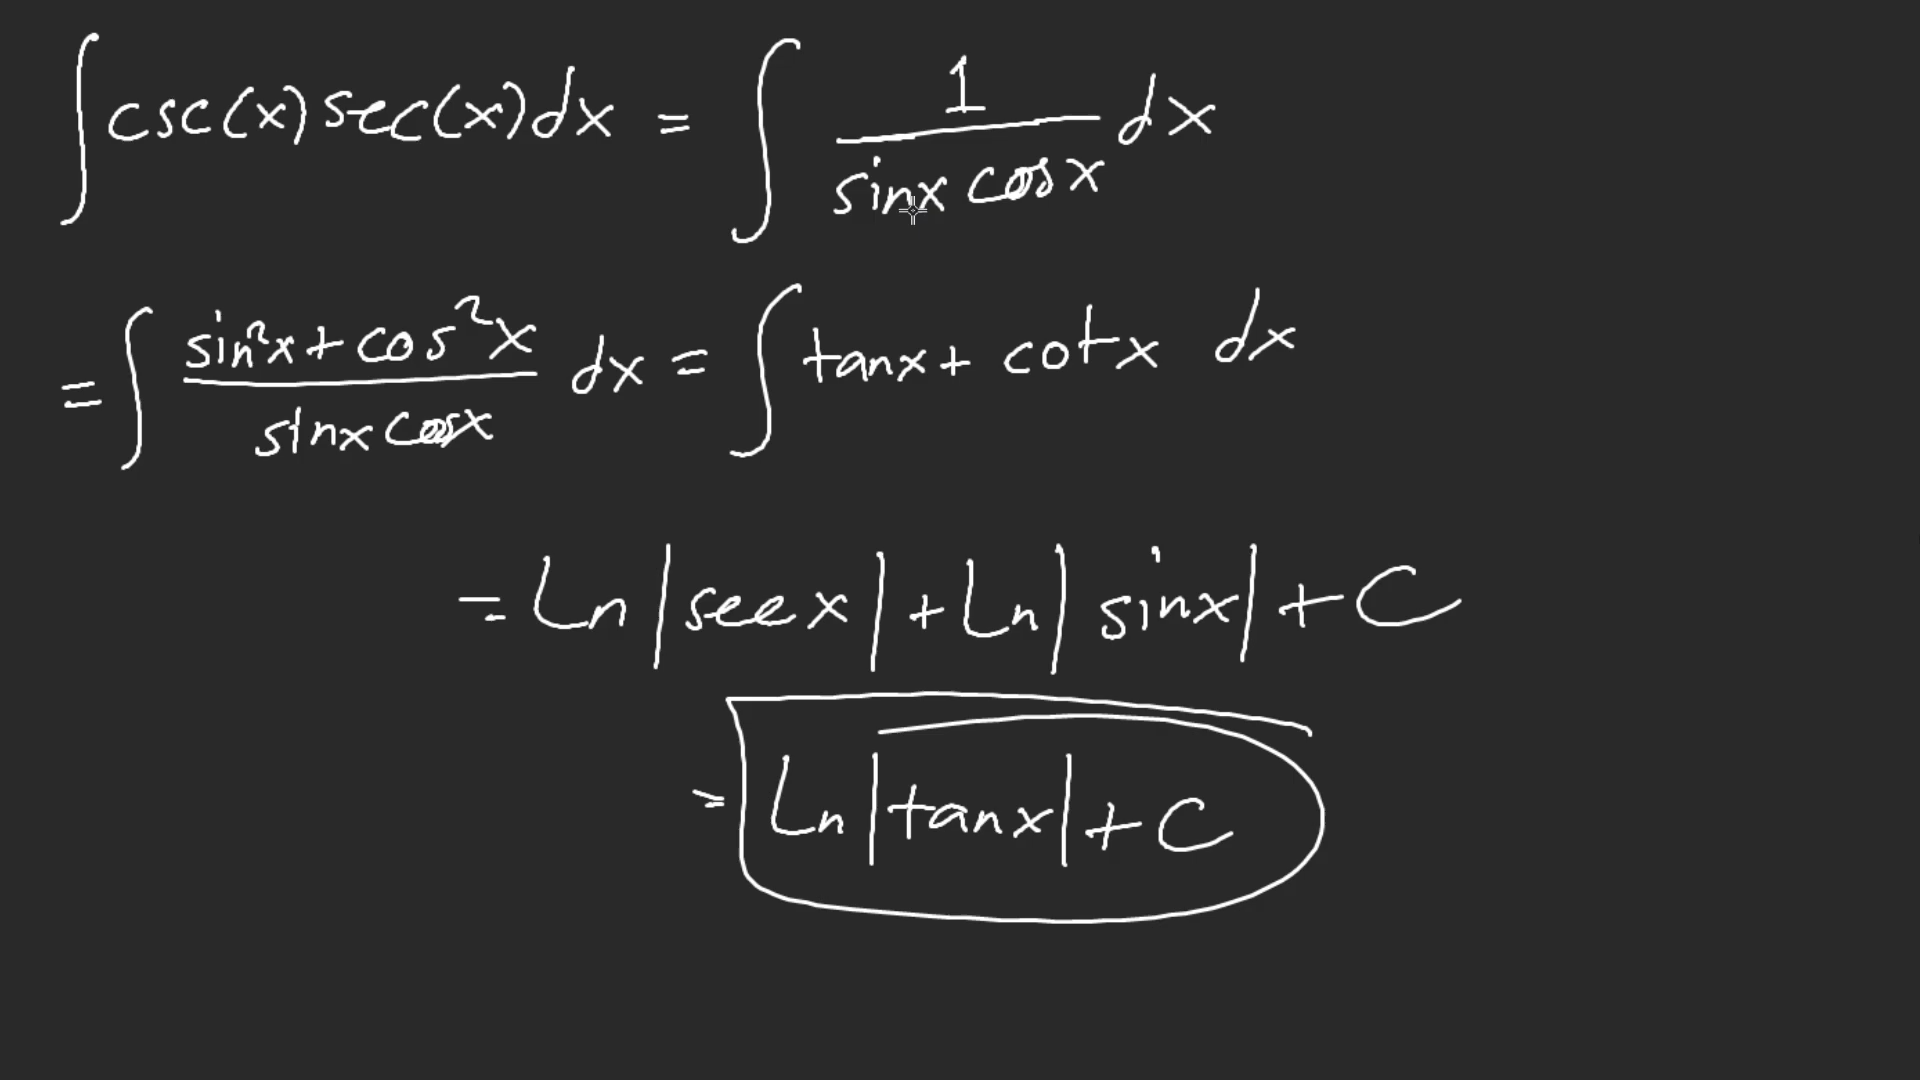 ∫ csc(x) sec(x) dx = ∫ 1/(sinx cosx) dx
= ∫ (sin²x + cos²x)/(sinx cosx) dx = ∫ tanx + cotx dx
= Ln|secx| + Ln|sinx| + C
= Ln|tanx| + C